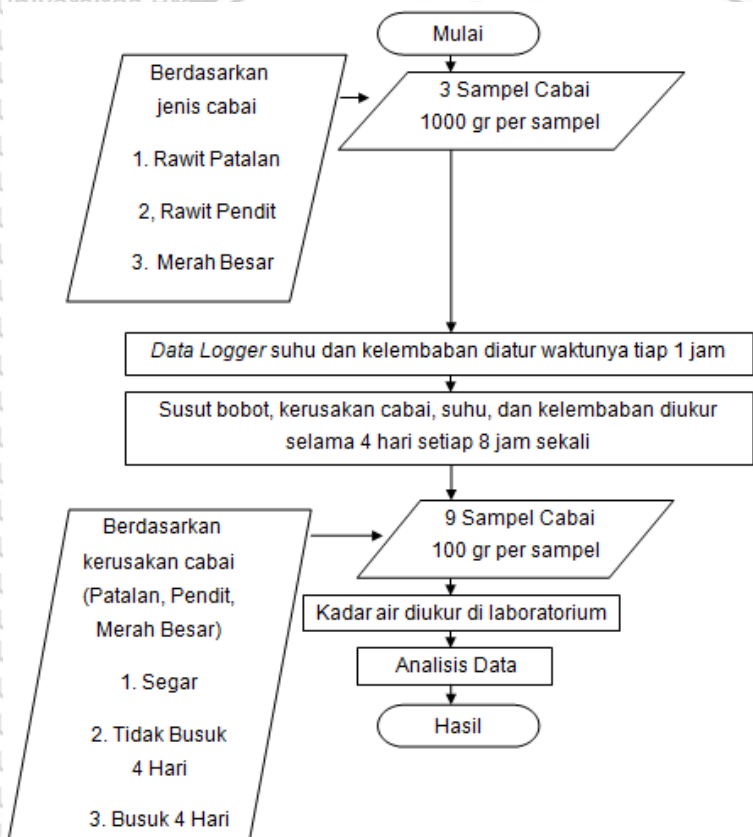 Mulai
Berdasarkan
jenis cabai
1. Rawit Patalan
2, Rawit Pendit
3. Merah Besar
3 Sampel Cabai
1000 gr per sampel
Data Logger suhu dan kelembaban diatur waktunya tiap 1 jam
Susut bobot, kerusakan cabai, suhu, dan kelembaban diukur
selama 4 hari setiap 8 jam sekali
Berdasarkan
kerusakan cabai
(Patalan, Pendit,
Merah Besar)
1. Segar
2. Tidak Busuk
4 Hari
3. Busuk 4 Hari
9 Sampel Cabai
100 gr per sampel
Kadar air diukur di laboratorium
Analisis Data
Hasil